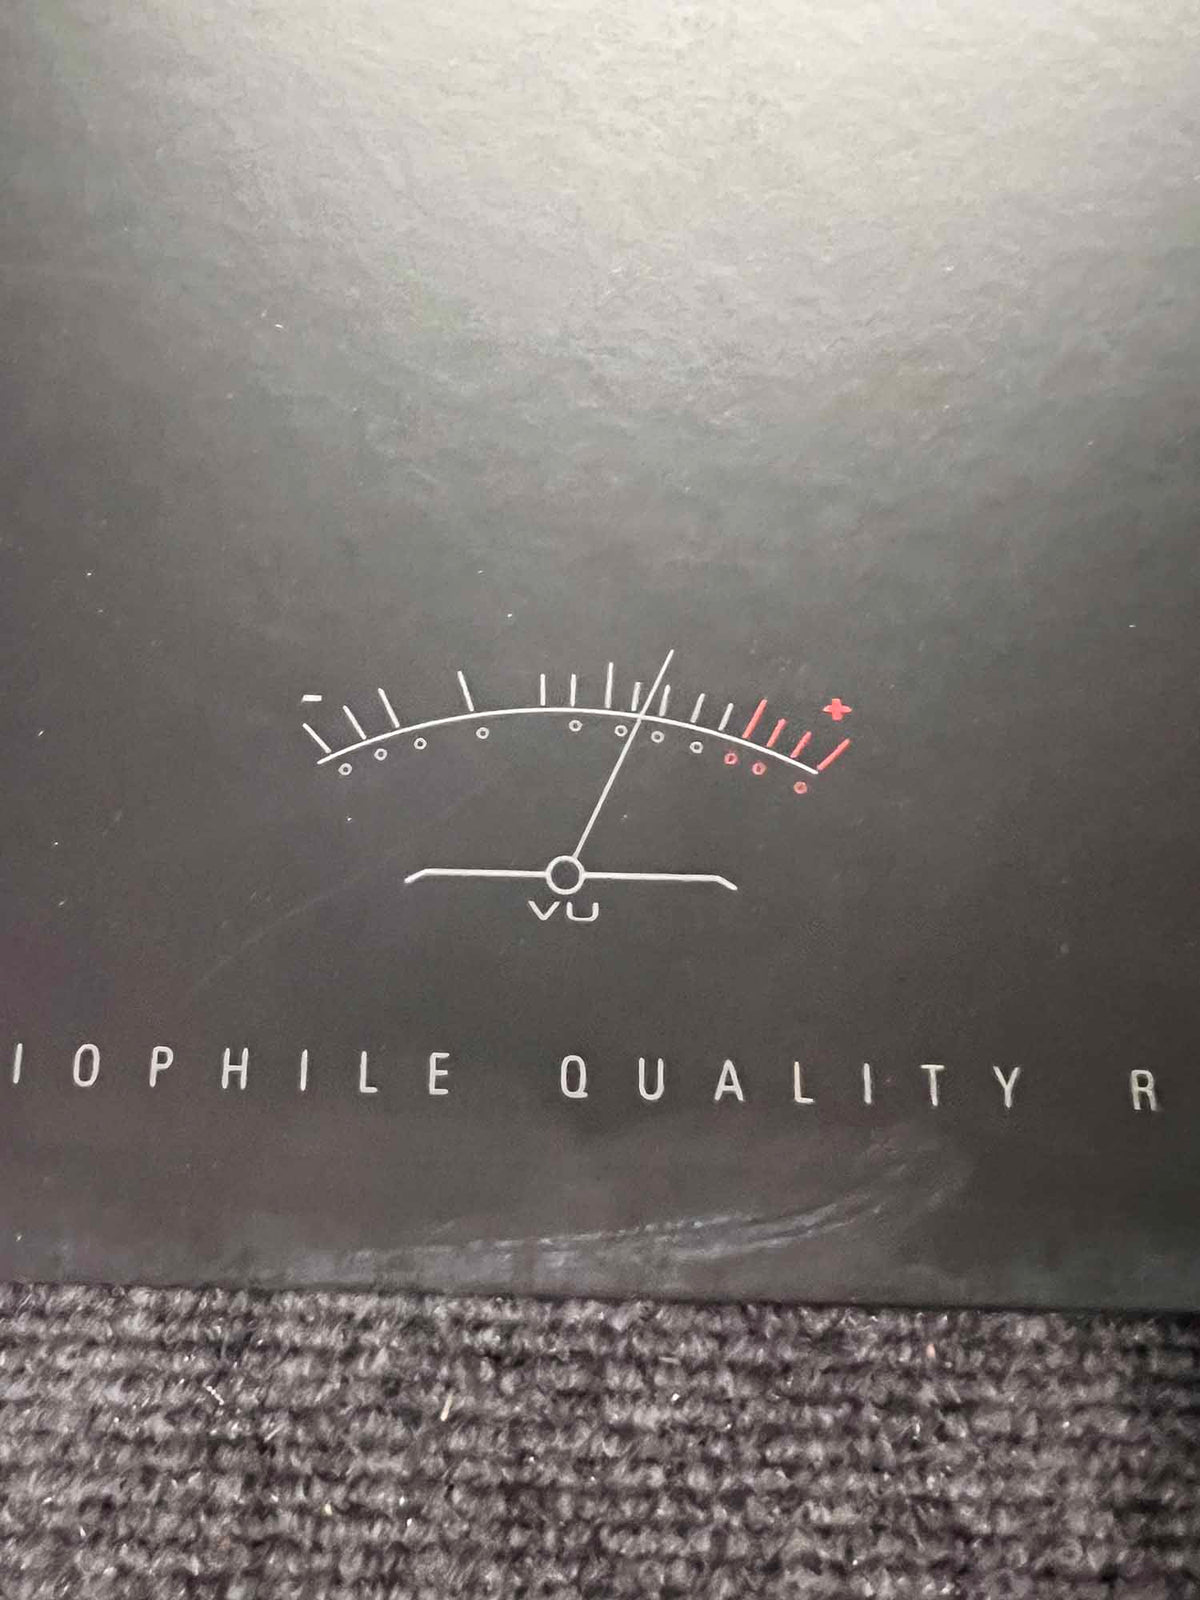 - +
VU
IOPHILE QUALITY R